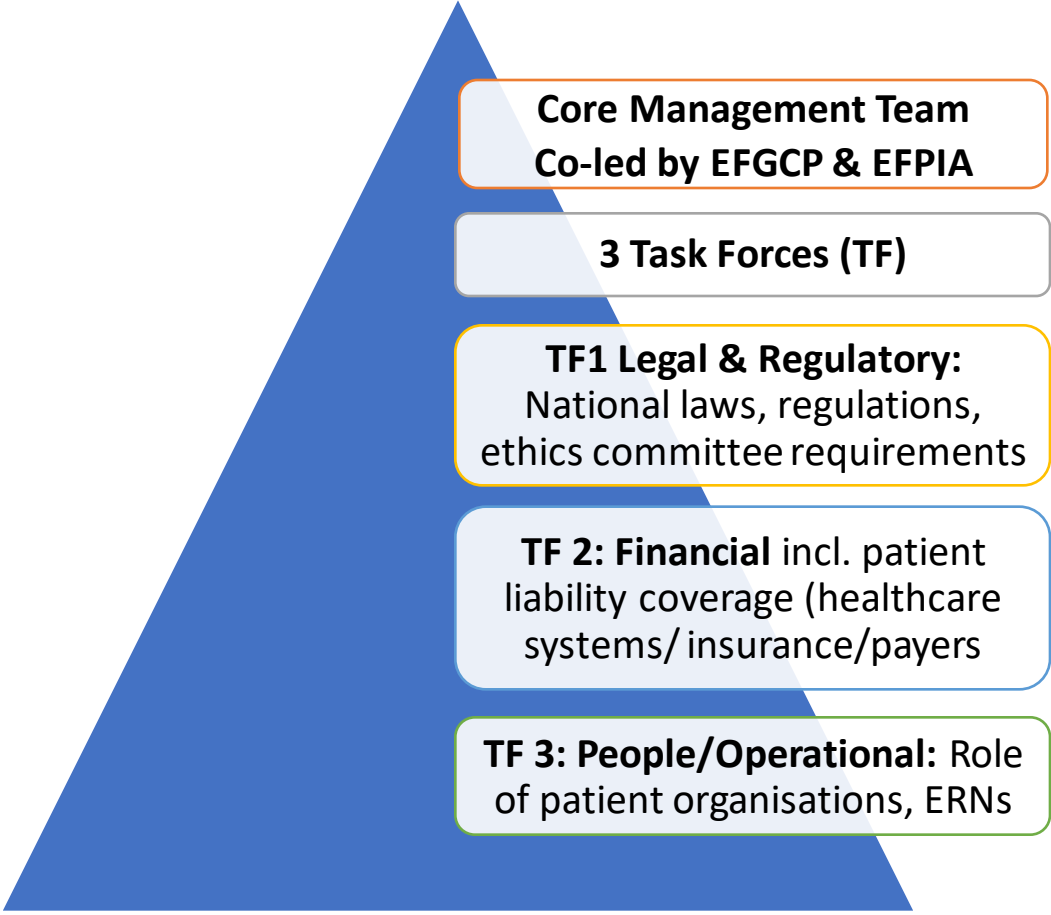 Core Management Team
Co-led by EFGCP & EFPIA
3 Task Forces (TF)
TF1 Legal & Regulatory:
National laws, regulations,
ethics committee requirements
TF 2: Financial incl. patient
liability coverage (healthcare
systems/ insurance/payers
TF 3: People/Operational: Role
of patient organisations, ERNs